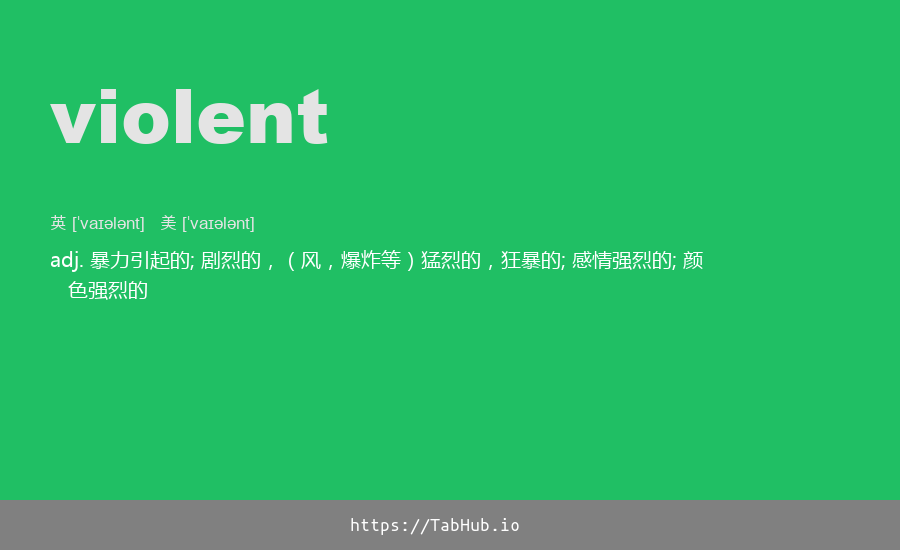 violent
英 [ˈvaɪələnt]   美 [ˈvaɪələnt]
adj. 暴力引起的; 剧烈的，（风，爆炸等）猛烈的，狂暴的; 感情强烈的; 颜
色强烈的
https://TabHub.io